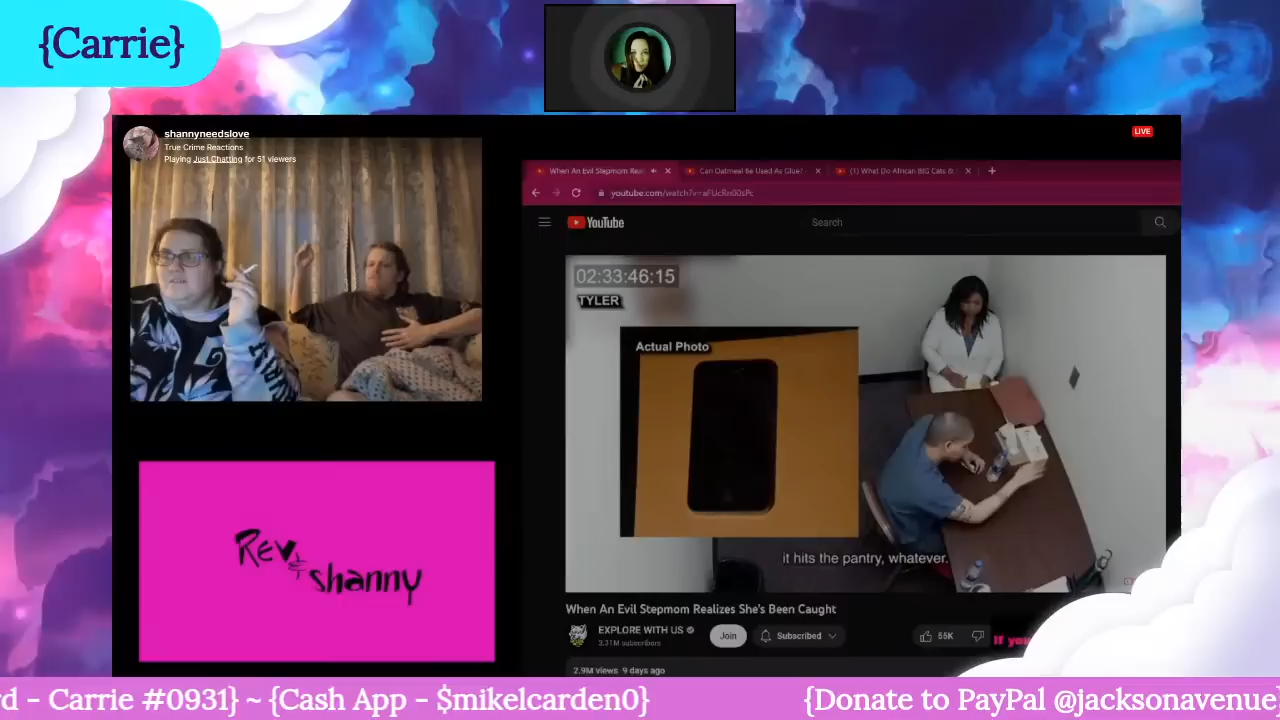 {Carrie}
shannyneedslove
True Crime Reactions
Playing Just Chatting for 51 viewers
LIVE
When An Evil Stepmom Rea
Can Oatmeal Be Used As Glue?
(1) What Do African BIG Cats &
youtube.com/watch?v=aFUcRn00sPc
YouTube
Search
02:33:46:15
TYLER
Actual Photo
it hits the pantry, whatever.
Rev & shanny
When An Evil Stepmom Realizes She's Been Caught
EXPLORE WITH US
3.31M subscribers
Join
Subscribed
55K
If you
2.9M views 9 days ago
rd - Carrie #0931} ~ {Cash App - $mikelcarden0}
{Donate to PayPal @jacksonavenue}